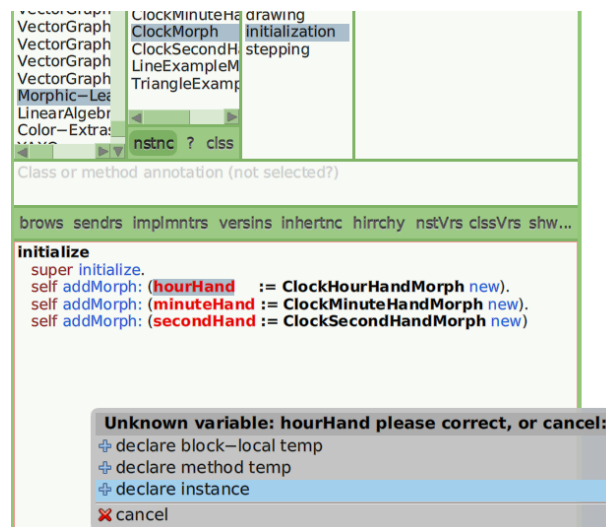 VectorGraph
VectorGraph
VectorGraph
VectorGraph
Morphic−Lea
LinearAlgebr
Color−Extra
ClockMinuteHa
ClockMorph
ClockSecondH
LineExampleM
TriangleExamp
nstnc ? clss
drawing
initialization
stepping
Class or method annotation (not selected?)
brows sendrs implmntrs versins inhertnc hirrchy nstVrs clssVrs shw...
initialize
super initialize.
self addMorph: (hourHand := ClockHourHandMorph new).
self addMorph: (minuteHand := ClockMinuteHandMorph new).
self addMorph: (secondHand := ClockSecondHandMorph new)
Unknown variable: hourHand please correct, or cancel:
declare block−local temp
declare method temp
declare instance
cancel